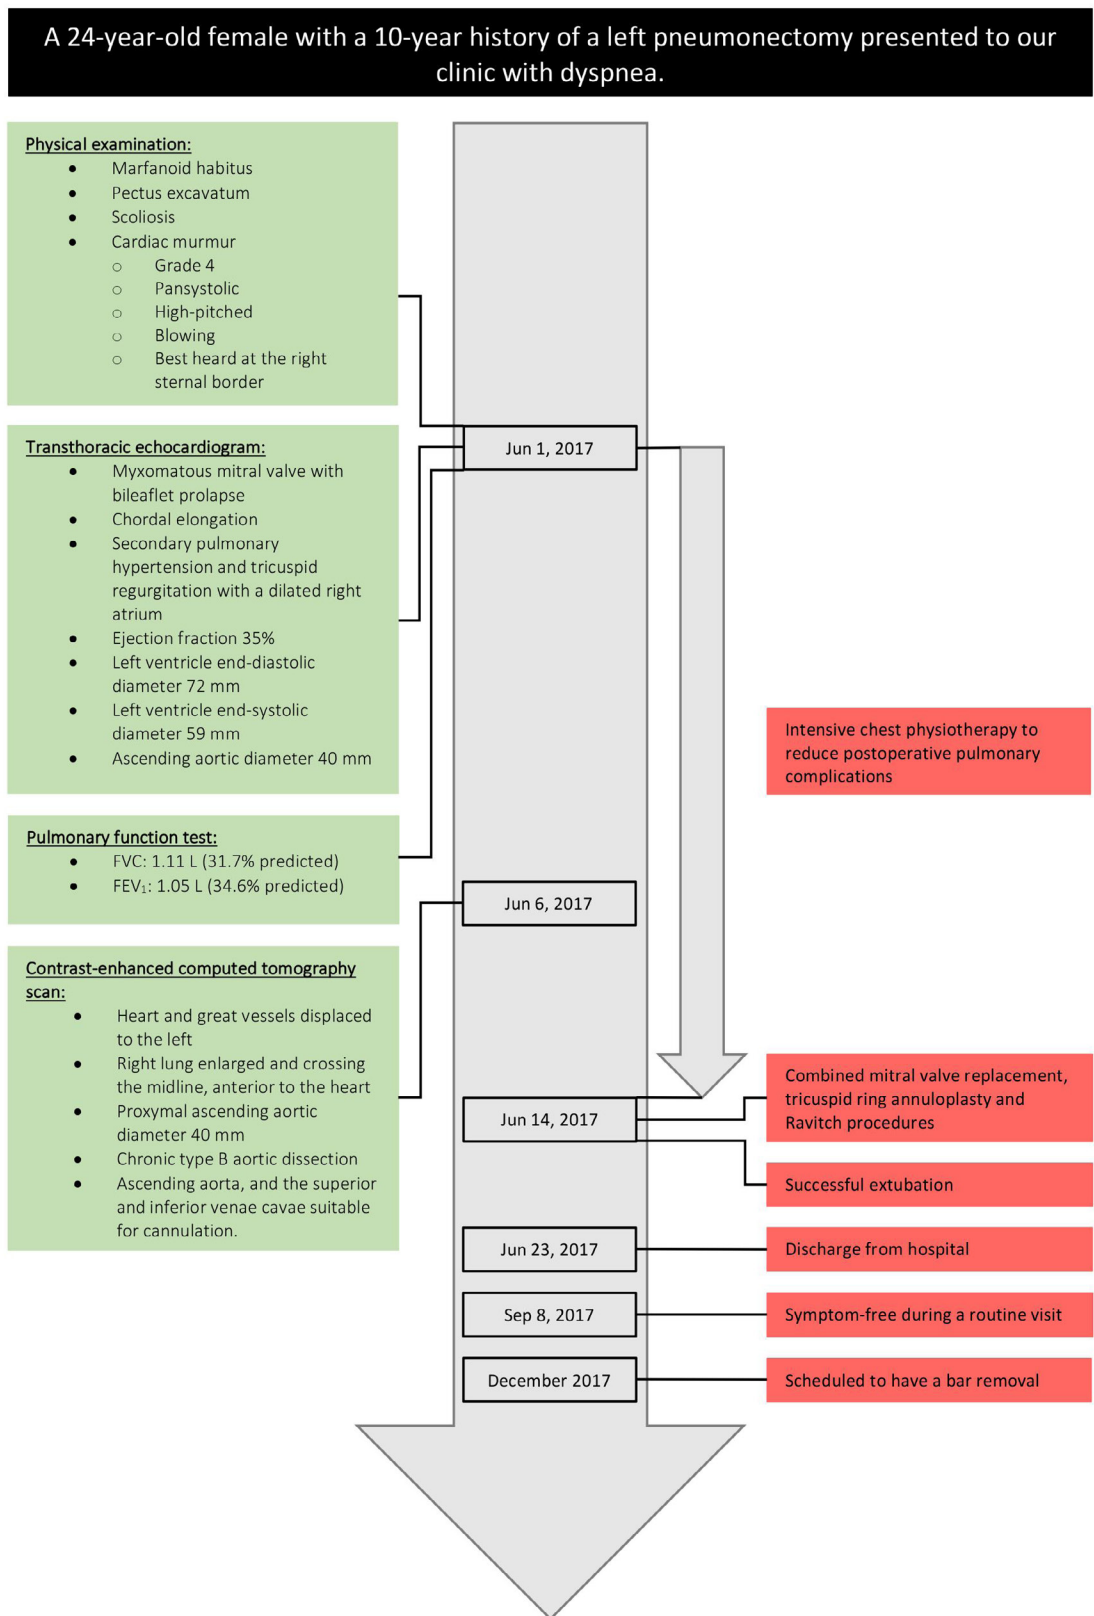 A 24-year-old female with a 10-year history of a left pneumonectomy presented to our
clinic with dyspnea.
Physical examination:
• Marfanoid habitus
• Pectus excavatum
• Scoliosis
• Cardiac murmur
o Grade 4
o Pansystolic
o High-pitched
o Blowing
o Best heard at the right
sternal border
Jun 1, 2017
Transthoracic echocardiogram:
• Myxomatous mitral valve with
bileaflet prolapse
• Chordal elongation
• Secondary pulmonary
hypertension and tricuspid
regurgitation with a dilated right
atrium
• Ejection fraction 35%
• Left ventricle end-diastolic
diameter 72 mm
• Left ventricle end-systolic
diameter 59 mm
• Ascending aortic diameter 40 mm
Intensive chest physiotherapy to
reduce postoperative pulmonary
complications
Pulmonary function test:
• FVC: 1.11 L (31.7% predicted)
• FEV₁: 1.05 L (34.6% predicted)
Jun 6, 2017
Contrast-enhanced computed tomography
scan:
• Heart and great vessels displaced
to the left
• Right lung enlarged and crossing
the midline, anterior to the heart
• Proxymal ascending aortic
diameter 40 mm
• Chronic type B aortic dissection
• Ascending aorta, and the superior
and inferior venae cavae suitable
for cannulation.
Jun 14, 2017
Combined mitral valve replacement,
tricuspid ring annuloplasty and
Ravitch procedures
Successful extubation
Jun 23, 2017
Discharge from hospital
Sep 8, 2017
Symptom-free during a routine visit
December 2017
Scheduled to have a bar removal